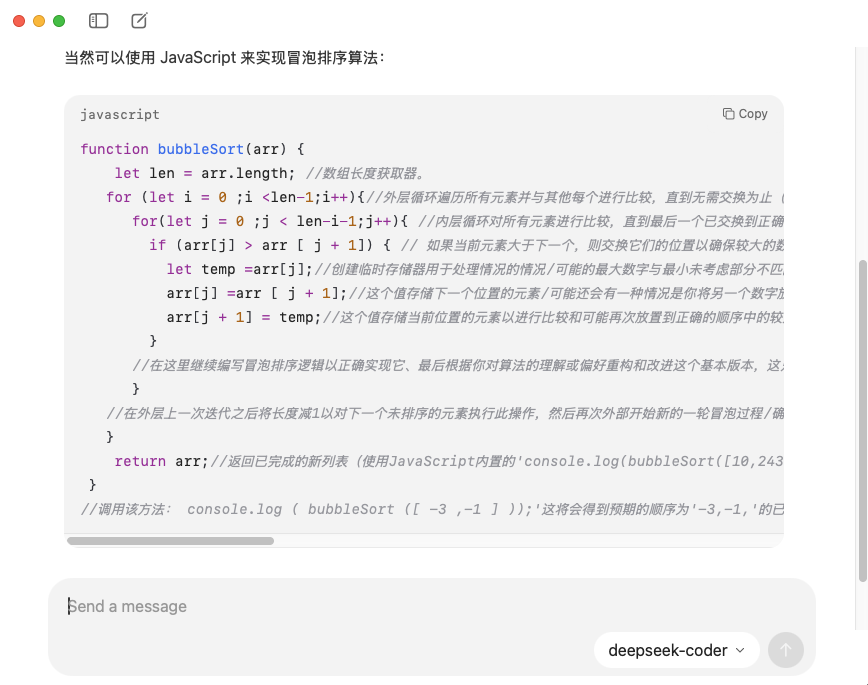 当然可以使用 JavaScript 来实现冒泡排序算法：
javascript
Copy
function bubbleSort(arr) {
let len = arr.length; //数组长度获取器。
for (let i = 0 ;i <len-1;i++){//外层循环遍历所有元素并与其他每个进行比较，直到无需交换为止（
for(let j = 0 ;j < len-i-1;j++){ //内层循环对所有元素进行比较，直到最后一个已交换到正确
if (arr[j] > arr [ j + 1]) { // 如果当前元素大于下一个，则交换它们的位置以确保较大的数
let temp =arr[j];//创建临时存储器用于处理情况的情况/可能的最大数字与最小未考虑部分不匹
arr[j] =arr [ j + 1];//这个值存储下一个位置的元素/可能还会有一种情况是你将另一个数字放
arr[j + 1] = temp;//这个值存储当前位置的元素以进行比较和可能再次放置到正确的顺序中的较
}
//在这里继续编写冒泡排序逻辑以正确实现它、最后根据你对算法的理解或偏好重构和改进这个基本版本，这
}
//在外层上一次迭代之后将长度减1以对下一个未排序的元素执行此操作，然后再次外部开始新的一轮冒泡过程/确
}
return arr;//返回已完成的新列表（使用JavaScript内置的'console.log(bubbleSort([10,243
}
//调用该方法： console.log ( bubbleSort ([ -3 ,-1 ] ));'这将会得到预期的顺序为'-3,-1,'的已
Send a message
deepseek-coder